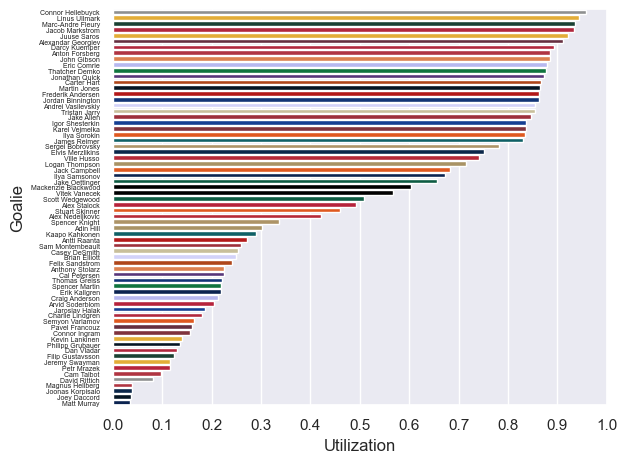 Connor Hellebuyck
Linus Ullmark
Marc-Andre Fleury
Jacob Markstrom
Juuse Saros
Alexandar Georgiev
Darcy Kuemper
Anton Forsberg
John Gibson
Eric Comrie
Thatcher Demko
Jonathan Quick
Carter Hart
Martin Jones
Frederik Andersen
Jordan Binnington
Andrei Vasilevskiy
Tristan Jarry
Jake Allen
Igor Shesterkin
Karel Vejmelka
Ilya Sorokin
James Reimer
Sergei Bobrovsky
Elvis Merzlikins
Ville Husso
Logan Thompson
Jack Campbell
Ilya Samsonov
Jake Oettinger
Mackenzie Blackwood
Vitek Vanecek
Scott Wedgewood
Alex Stalock
Stuart Skinner
Alex Nedeljkovic
Spencer Knight
Adin Hill
Kaapo Kahkonen
Antti Raanta
Sam Montembeault
Casey DeSmith
Brian Elliott
Felix Sandstrom
Anthony Stolarz
Cal Petersen
Thomas Greiss
Spencer Martin
Erik Kallgren
Craig Anderson
Arvid Soderblom
Jaroslav Halak
Charlie Lindgren
Semyon Varlamov
Pavel Francouz
Connor Ingram
Kevin Lankinen
Philipp Grubauer
Dan Vladar
Filip Gustavsson
Jeremy Swayman
Petr Mrazek
Cam Talbot
David Rittich
Magnus Hellberg
Joonas Korpisalo
Joey Daccord
Matt Murray
Goalie
0.0 0.1 0.2 0.3 0.4 0.5 0.6 0.7 0.8 0.9 1.0
Utilization